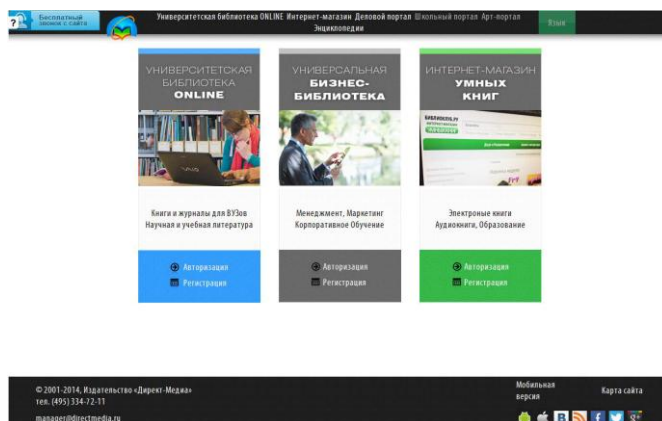 Бесплатный
звонок с сайта
Университетская библиотека ONLINE Интернет-магазин Деловой портал Школьный портал Арт-портал
Энциклопедии
Язык
УНИВЕРСИТЕТСКАЯ
БИБЛИОТЕКА
ONLINE
Книги и журналы для ВУЗов
Научная и учебная литература
Авторизация
Регистрация
УНИВЕРСАЛЬНАЯ
БИЗНЕС-
БИБЛИОТЕКА
Менеджмент, Маркетинг
Корпоративное Обучение
Авторизация
Регистрация
ИНТЕРНЕТ-МАГАЗИН
УМНЫХ
КНИГ
Электроные книги
Аудиокниги, Образование
Авторизация
Регистрация
© 2001-2014, Издательство «Директ-Медиа»
тел. (495) 334-72-11
manager@directmedia.ru
Мобильная
версия
Карта сайта